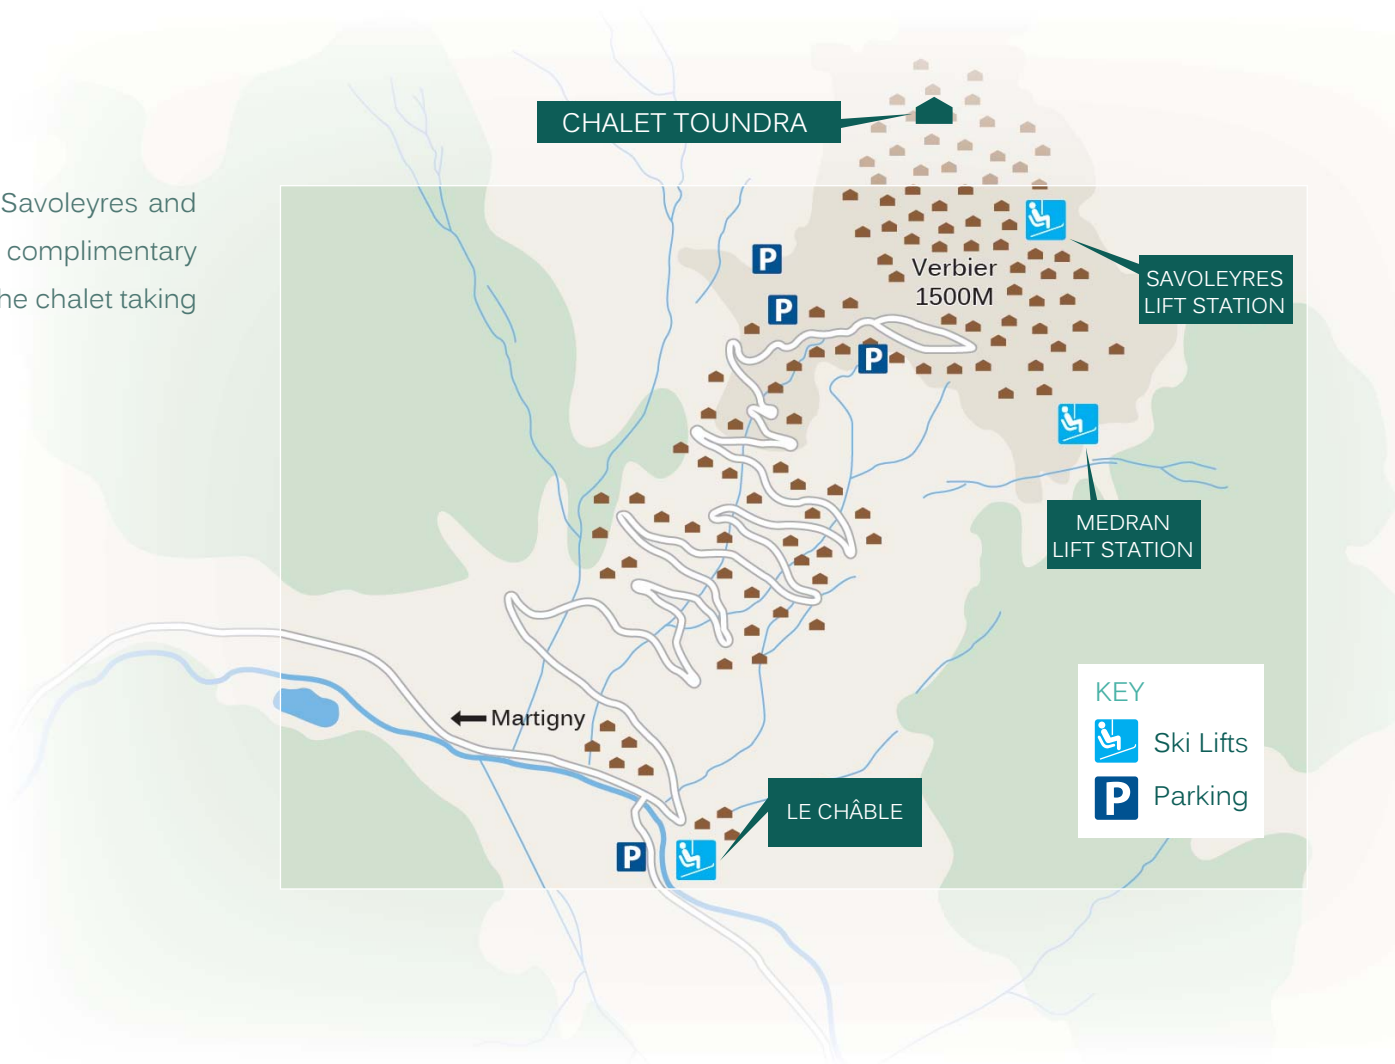 CHALET TOUNDRA
Savoleyres and
complimentary
he chalet taking
P
Verbier
1500M
SAVOLEYRES
LIFT STATION
P
P
MEDRAN
LIFT STATION
Martigny
KEY
Ski Lifts
P Parking
LE CHÂBLE
P